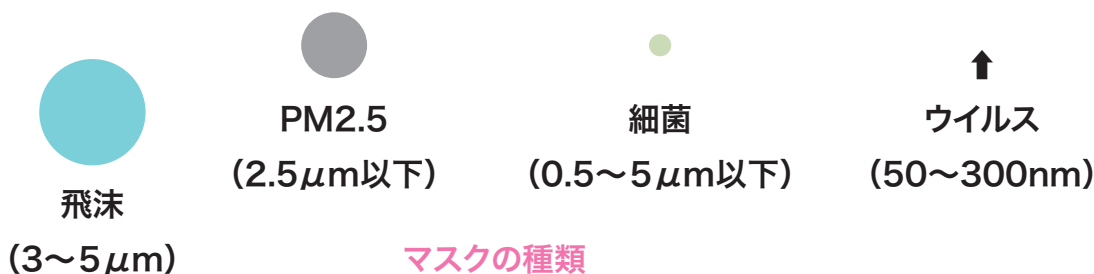 飛沫
(3〜5μm)
PM2.5
(2.5μm以下)
細菌
(0.5〜5μm以下)
ウイルス
(50〜300nm)
マスクの種類